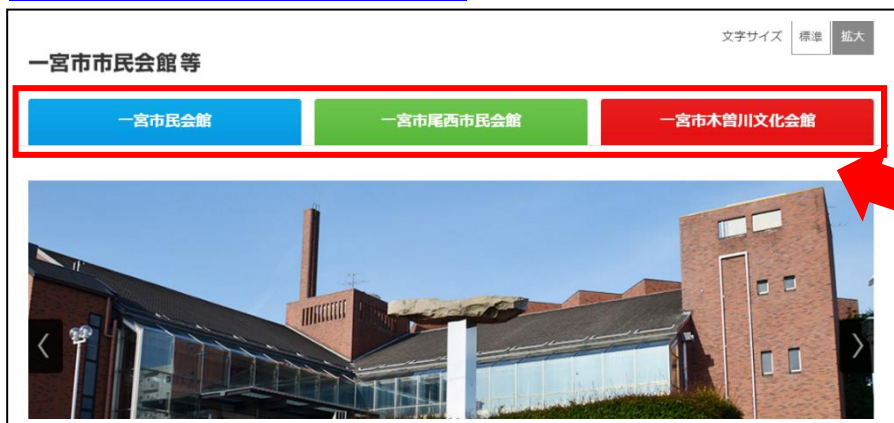 文字サイズ 標準 拡大
一宮市市民会館等
一宮市民会館 一宮市尾西市民会館 一宮市木曽川文化会館